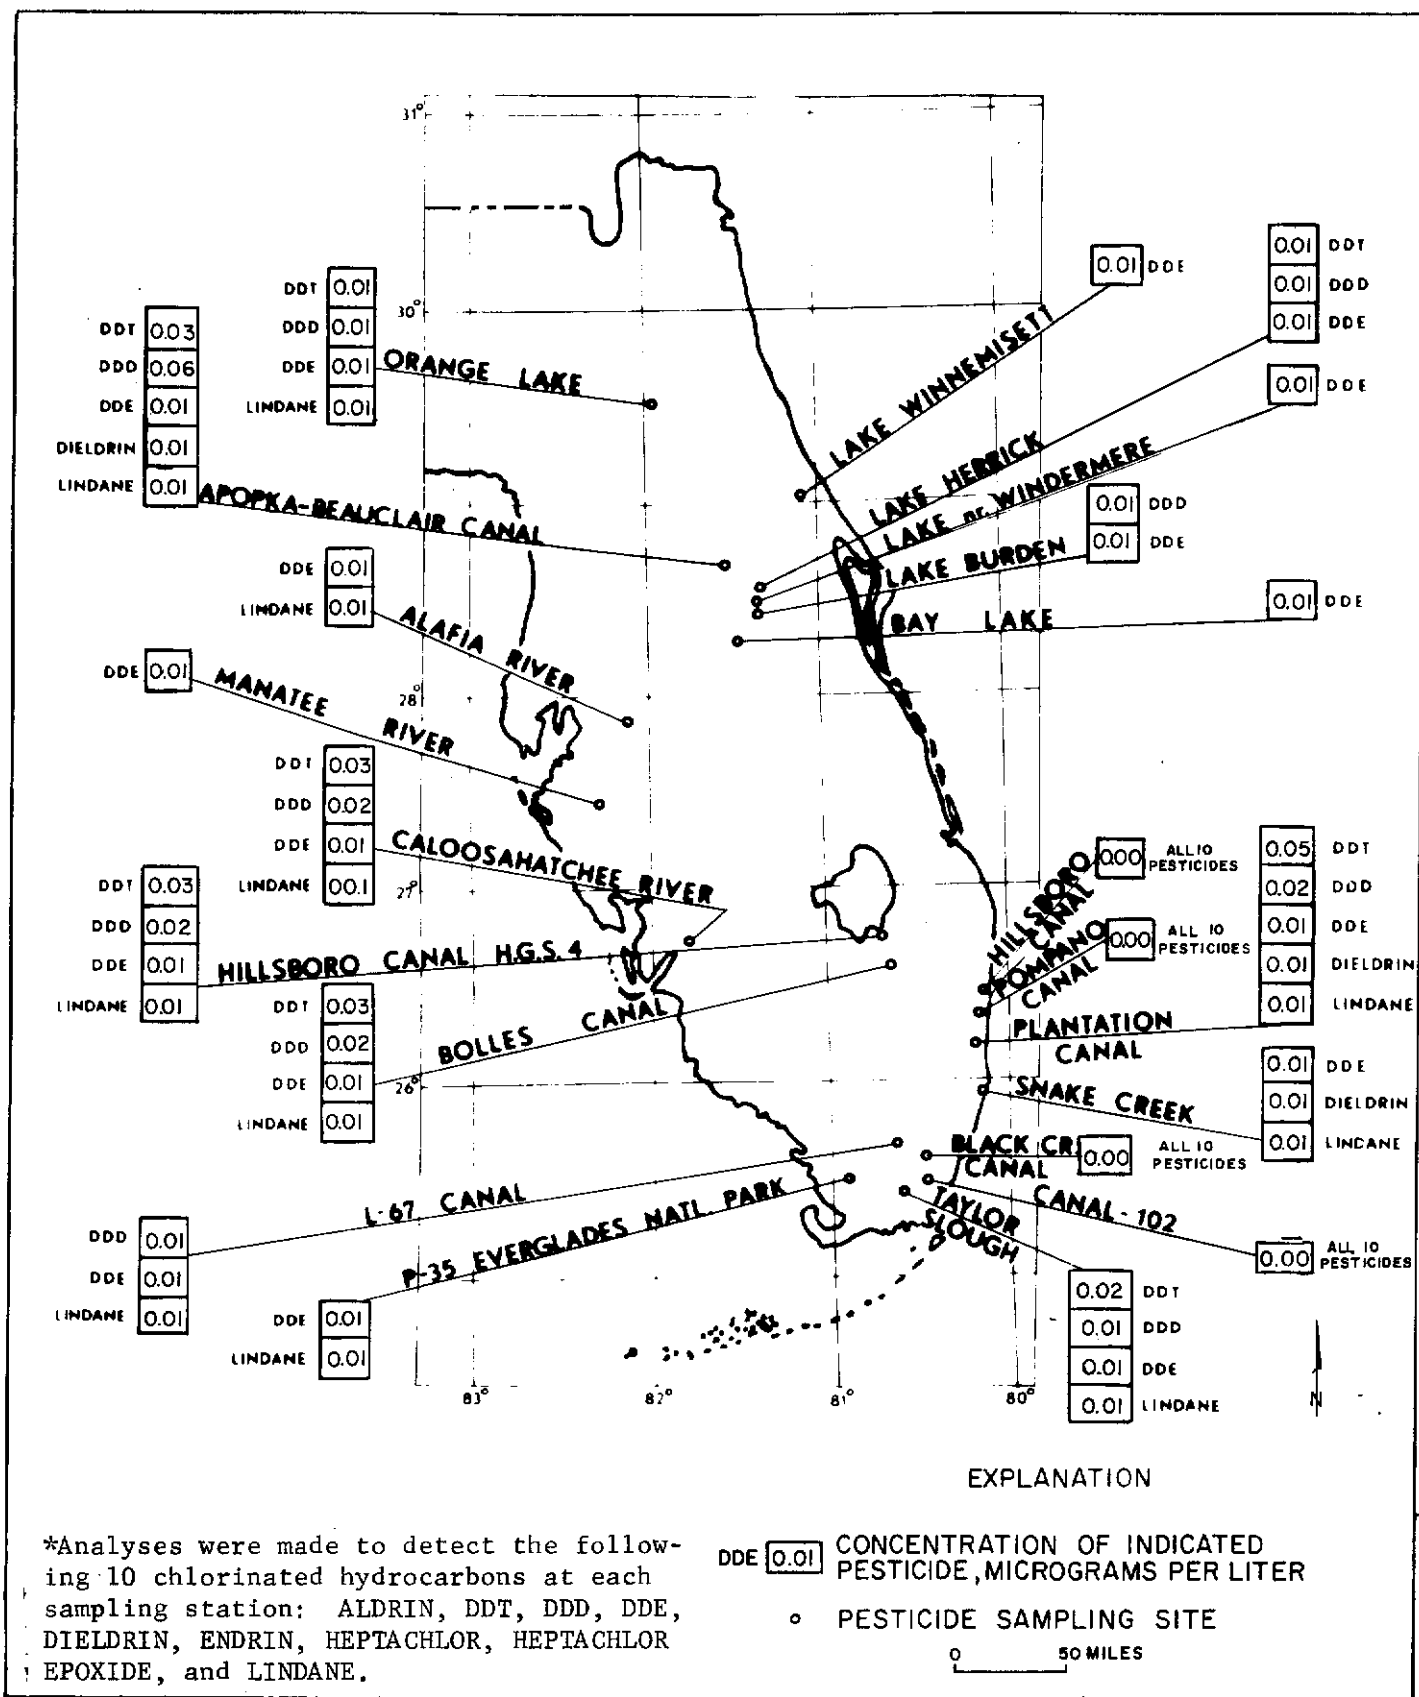 31°
30°
28°
27°
26°
83°
82°
81°
80°
DDT 0.01
DDD 0.01
DDE 0.01
LINDANE 0.01
ORANGE LAKE
DDT 0.03
DDD 0.06
DDE 0.01
DIELDRIN 0.01
LINDANE 0.01
APOPKA-BEAUCLAIR CANAL
DDE 0.01
LINDANE 0.01
ALAFIA RIVER
DDE 0.01
MANATEE RIVER
DDT 0.03
DDD 0.02
DDE 0.01
LINDANE 00.1
CALOOSAHATCHEE RIVER
DDT 0.03
DDD 0.02
DDE 0.01
LINDANE 0.01
HILLSBORO CANAL H.G.S. 4
DDT 0.03
DDD 0.02
DDE 0.01
LINDANE 0.01
BOLLES CANAL
DDD 0.01
DDE 0.01
LINDANE 0.01
L-67 CANAL
DDE 0.01
LINDANE 0.01
P-35 EVERGLADES NATL PARK
0.01 DDE
LAKE WINNEMISETT
0.01 DDT
0.01 DDD
0.01 DDE
LAKE HERRICK
0.01 DDE
LAKE nr. WINDERMERE
0.01 DDD
0.01 DDE
LAKE BURDEN
0.01 DDE
BAY LAKE
0.00 ALL 10 PESTICIDES
HILLSBORO CANAL
0.00 ALL 10 PESTICIDES
POMPANO CANAL
0.05 DDT
0.02 DDD
0.01 DDE
0.01 DIELDRIN
0.01 LINDANE
PLANTATION CANAL
0.01 DDE
0.01 DIELDRIN
0.01 LINDANE
SNAKE CREEK
BLACK CR. CANAL
0.00 ALL 10 PESTICIDES
CANAL-102
0.00 ALL 10 PESTICIDES
TAYLOR SLOUGH
0.02 DDT
0.01 DDD
0.01 DDE
0.01 LINDANE
N
EXPLANATION
DDE 0.01 CONCENTRATION OF INDICATED
PESTICIDE, MICROGRAMS PER LITER
PESTICIDE SAMPLING SITE
0 50 MILES
*Analyses were made to detect the follow-
ing 10 chlorinated hydrocarbons at each
sampling station: ALDRIN, DDT, DDD, DDE,
DIELDRIN, ENDRIN, HEPTACHLOR, HEPTACHLOR
EPOXIDE, and LINDANE.